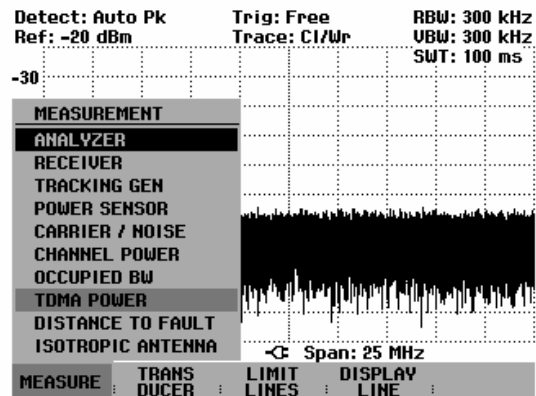 Detect: Auto Pk Trig: Free RBW: 300 kHz
Ref: -20 dBm Trace: Cl/Wr VBW: 300 kHz
SWT: 100 ms
-30
MEASUREMENT
ANALYZER
RECEIVER
TRACKING GEN
POWER SENSOR
CARRIER / NOISE
CHANNEL POWER
OCCUPIED BW
TDMA POWER
DISTANCE TO FAULT
ISOTROPIC ANTENNA
Span: 25 MHz
MEASURE TRANS DUCER LIMIT LINES DISPLAY LINE